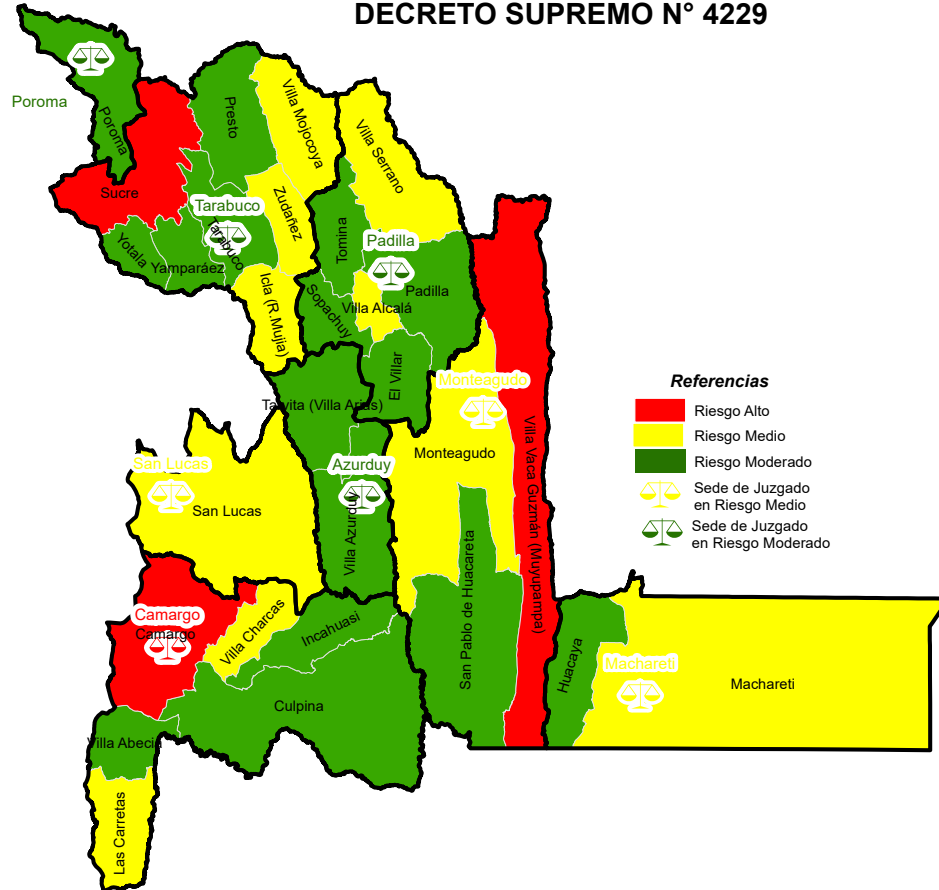 DECRETO SUPREMO N° 4229
Poroma
Poroma
Presto
Villa Mojocoya
Villa Serrano
Sucre
Tarabuco
Tarabuco
Zudañez
Tomina
Padilla
Padilla
Yotala
Yamparáez
Icla (R.Mujia)
Sopachuy
Villa Alcalá
El Villar
Tarvita (Villa Arias)
Monteagudo
Monteagudo
Villa Vaca Guzmán (Muyupampa)
San Lucas
San Lucas
Azurduy
Villa Azurduy
San Pablo de Huacareta
Camargo
Camargo
Villa Charcas
Incahuasi
Culpina
Huacaya
Machareti
Machareti
Villa Abecia
Las Carretas
Referencias
Riesgo Alto
Riesgo Medio
Riesgo Moderado
Sede de Juzgado
en Riesgo Medio
Sede de Juzgado
en Riesgo Moderado